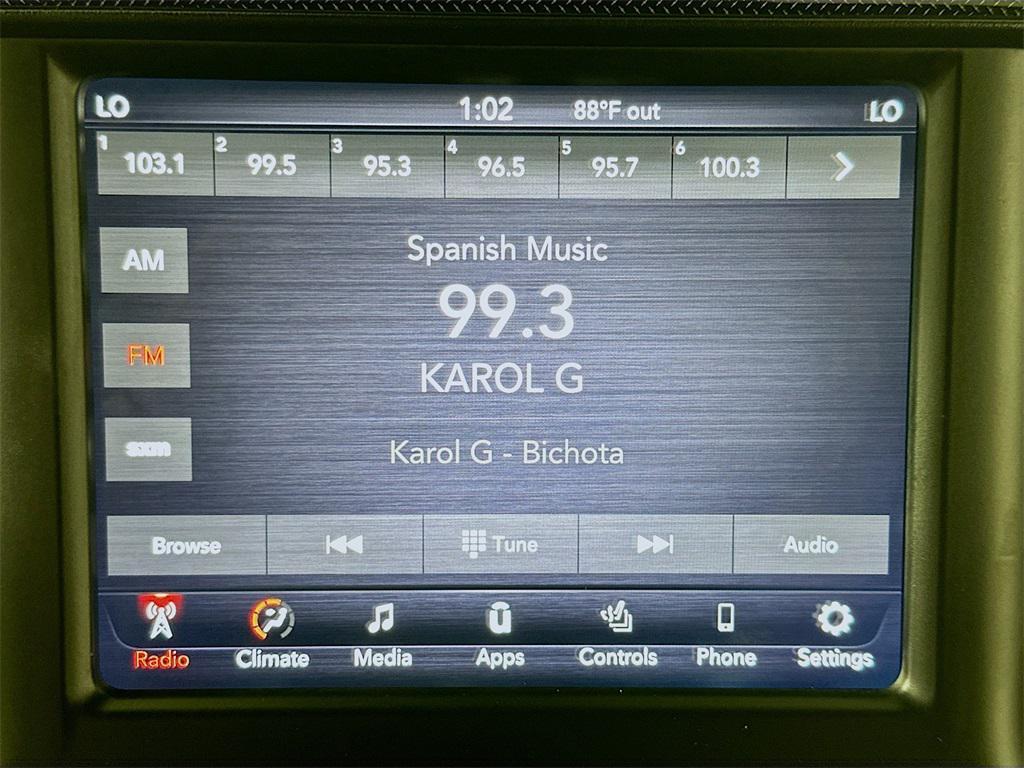 LO 1:02 88°F out LO
1 103.1 2 99.5 3 95.3 4 96.5 5 95.7 6 100.3
Spanish Music
AM
99.3
FM
KAROL G
sxm
Karol G - Bichota
Browse Tune Audio
Radio Climate Media Apps Controls Phone Settings